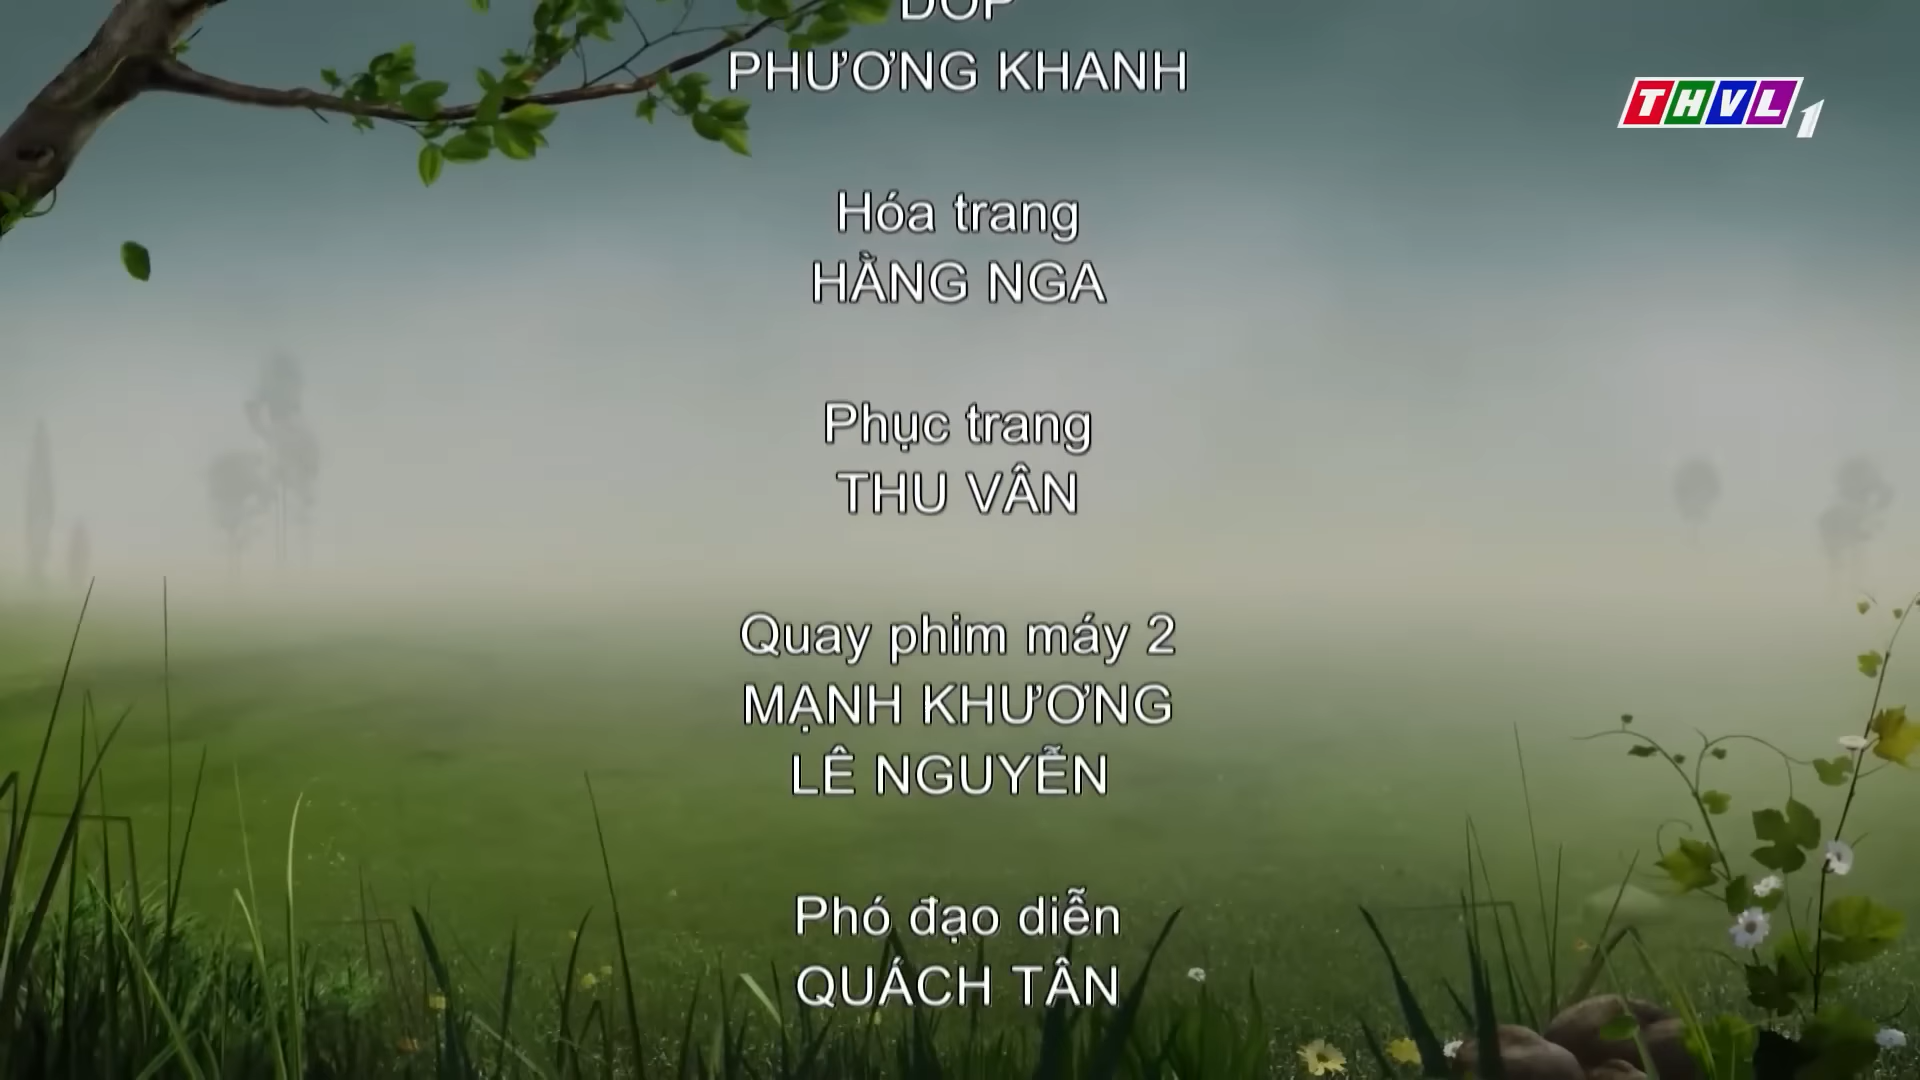 DOP
PHƯƠNG KHANH
THVL1
Hóa trang
HẰNG NGA
Phục trang
THU VÂN
Quay phim máy 2
MẠNH KHƯƠNG
LÊ NGUYỄN
Phó đạo diễn
QUÁCH TÂN